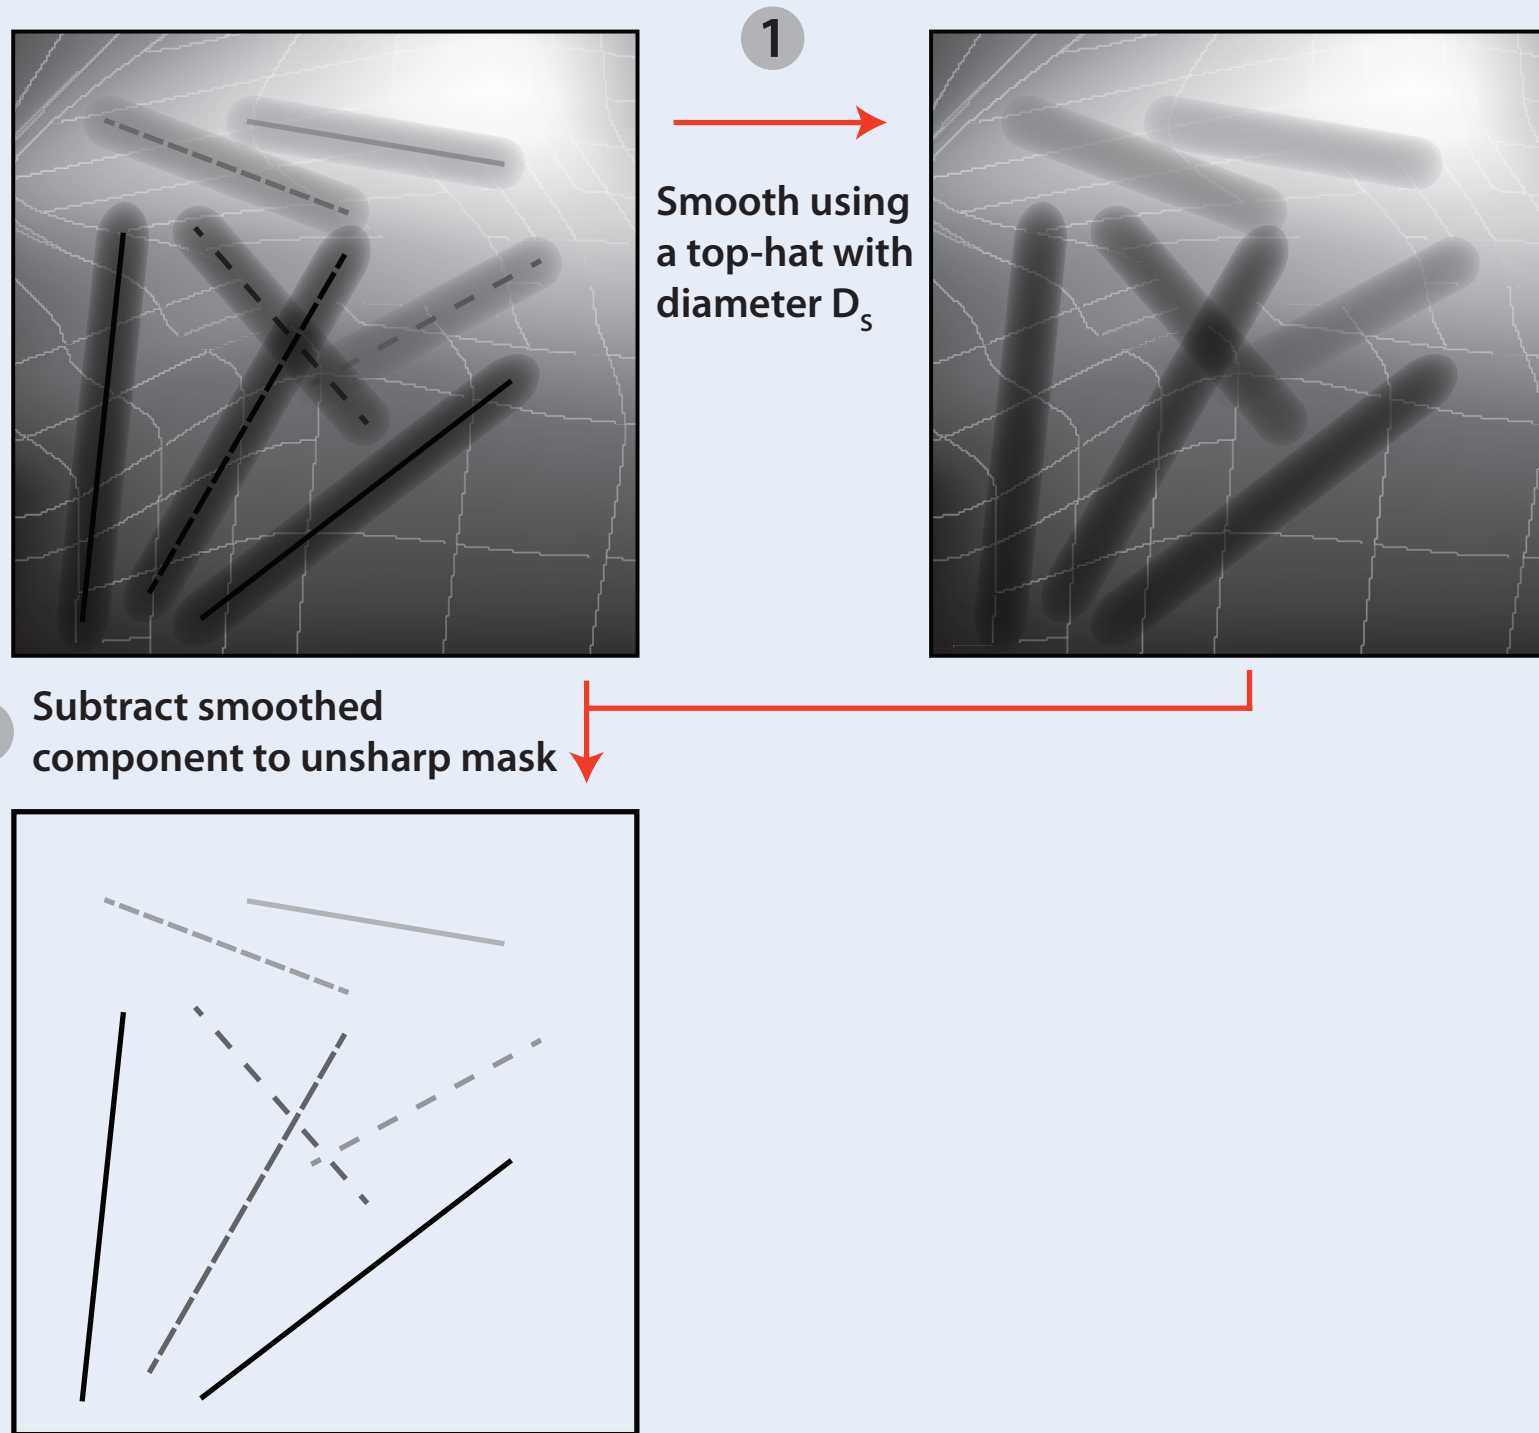 1
Smooth using
a top-hat with
diameter Dₛ
Subtract smoothed
component to unsharp mask